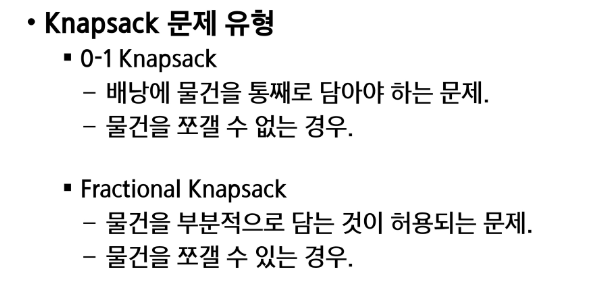 • Knapsack 문제 유형
▪ 0-1 Knapsack
– 배낭에 물건을 통째로 담아야 하는 문제.
– 물건을 쪼갤 수 없는 경우.
▪ Fractional Knapsack
– 물건을 부분적으로 담는 것이 허용되는 문제.
– 물건을 쪼갤 수 있는 경우.